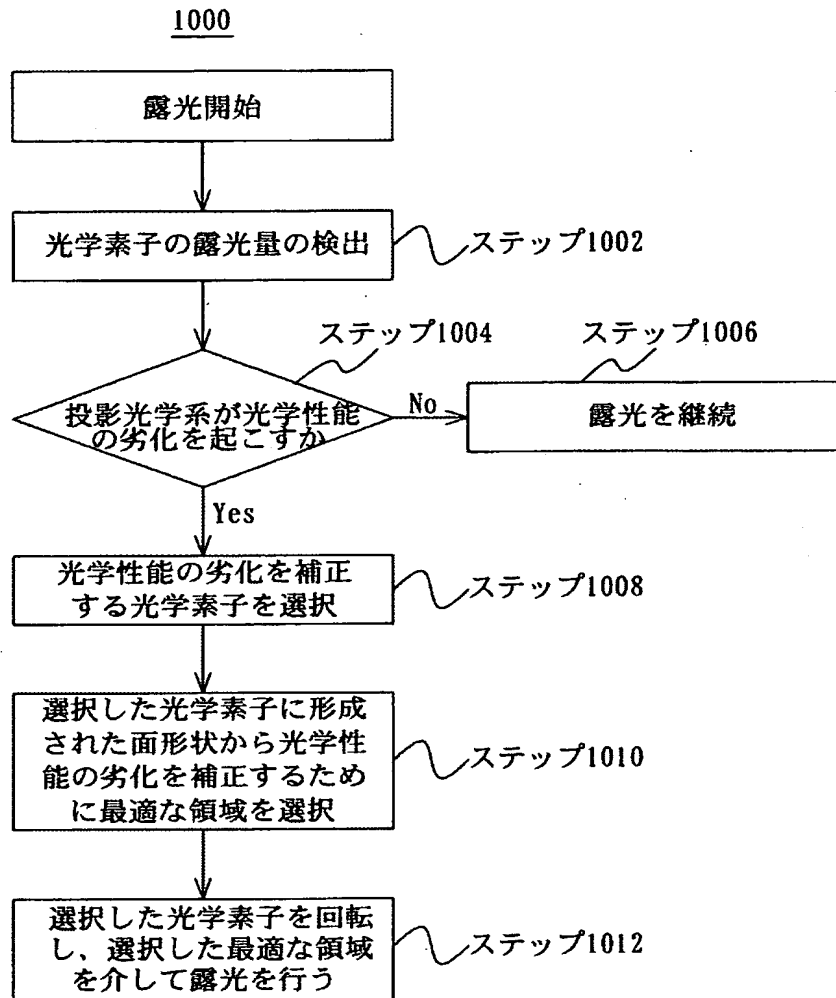 1000
露光開始
光学素子の露光量の検出
ステップ1002
ステップ1004
ステップ1006
投影光学系が光学性能
の劣化を起こすか
No
露光を継続
Yes
光学性能の劣化を補正
する光学素子を選択
ステップ1008
選択した光学素子に形成
された面形状から光学性
能の劣化を補正するため
に最適な領域を選択
ステップ1010
選択した光学素子を回転
し、選択した最適な領域
を介して露光を行う
ステップ1012